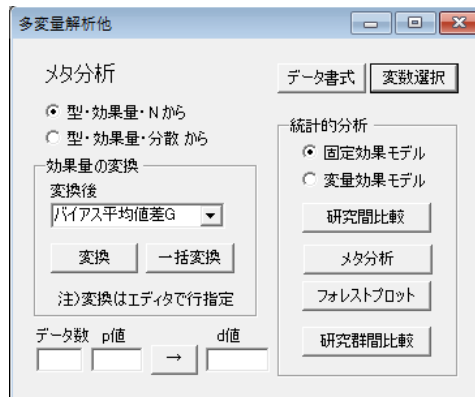 多変量解析他
メタ分析
データ書式
変数選択
型・効果量・Nから
型・効果量・分散 から
効果量の変換
変換後
バイアス平均値差G
変換
一括変換
注)変換はエディタで行指定
データ数 p値 d値
→
統計的分析
固定効果モデル
変量効果モデル
研究間比較
メタ分析
フォレストプロット
研究群間比較